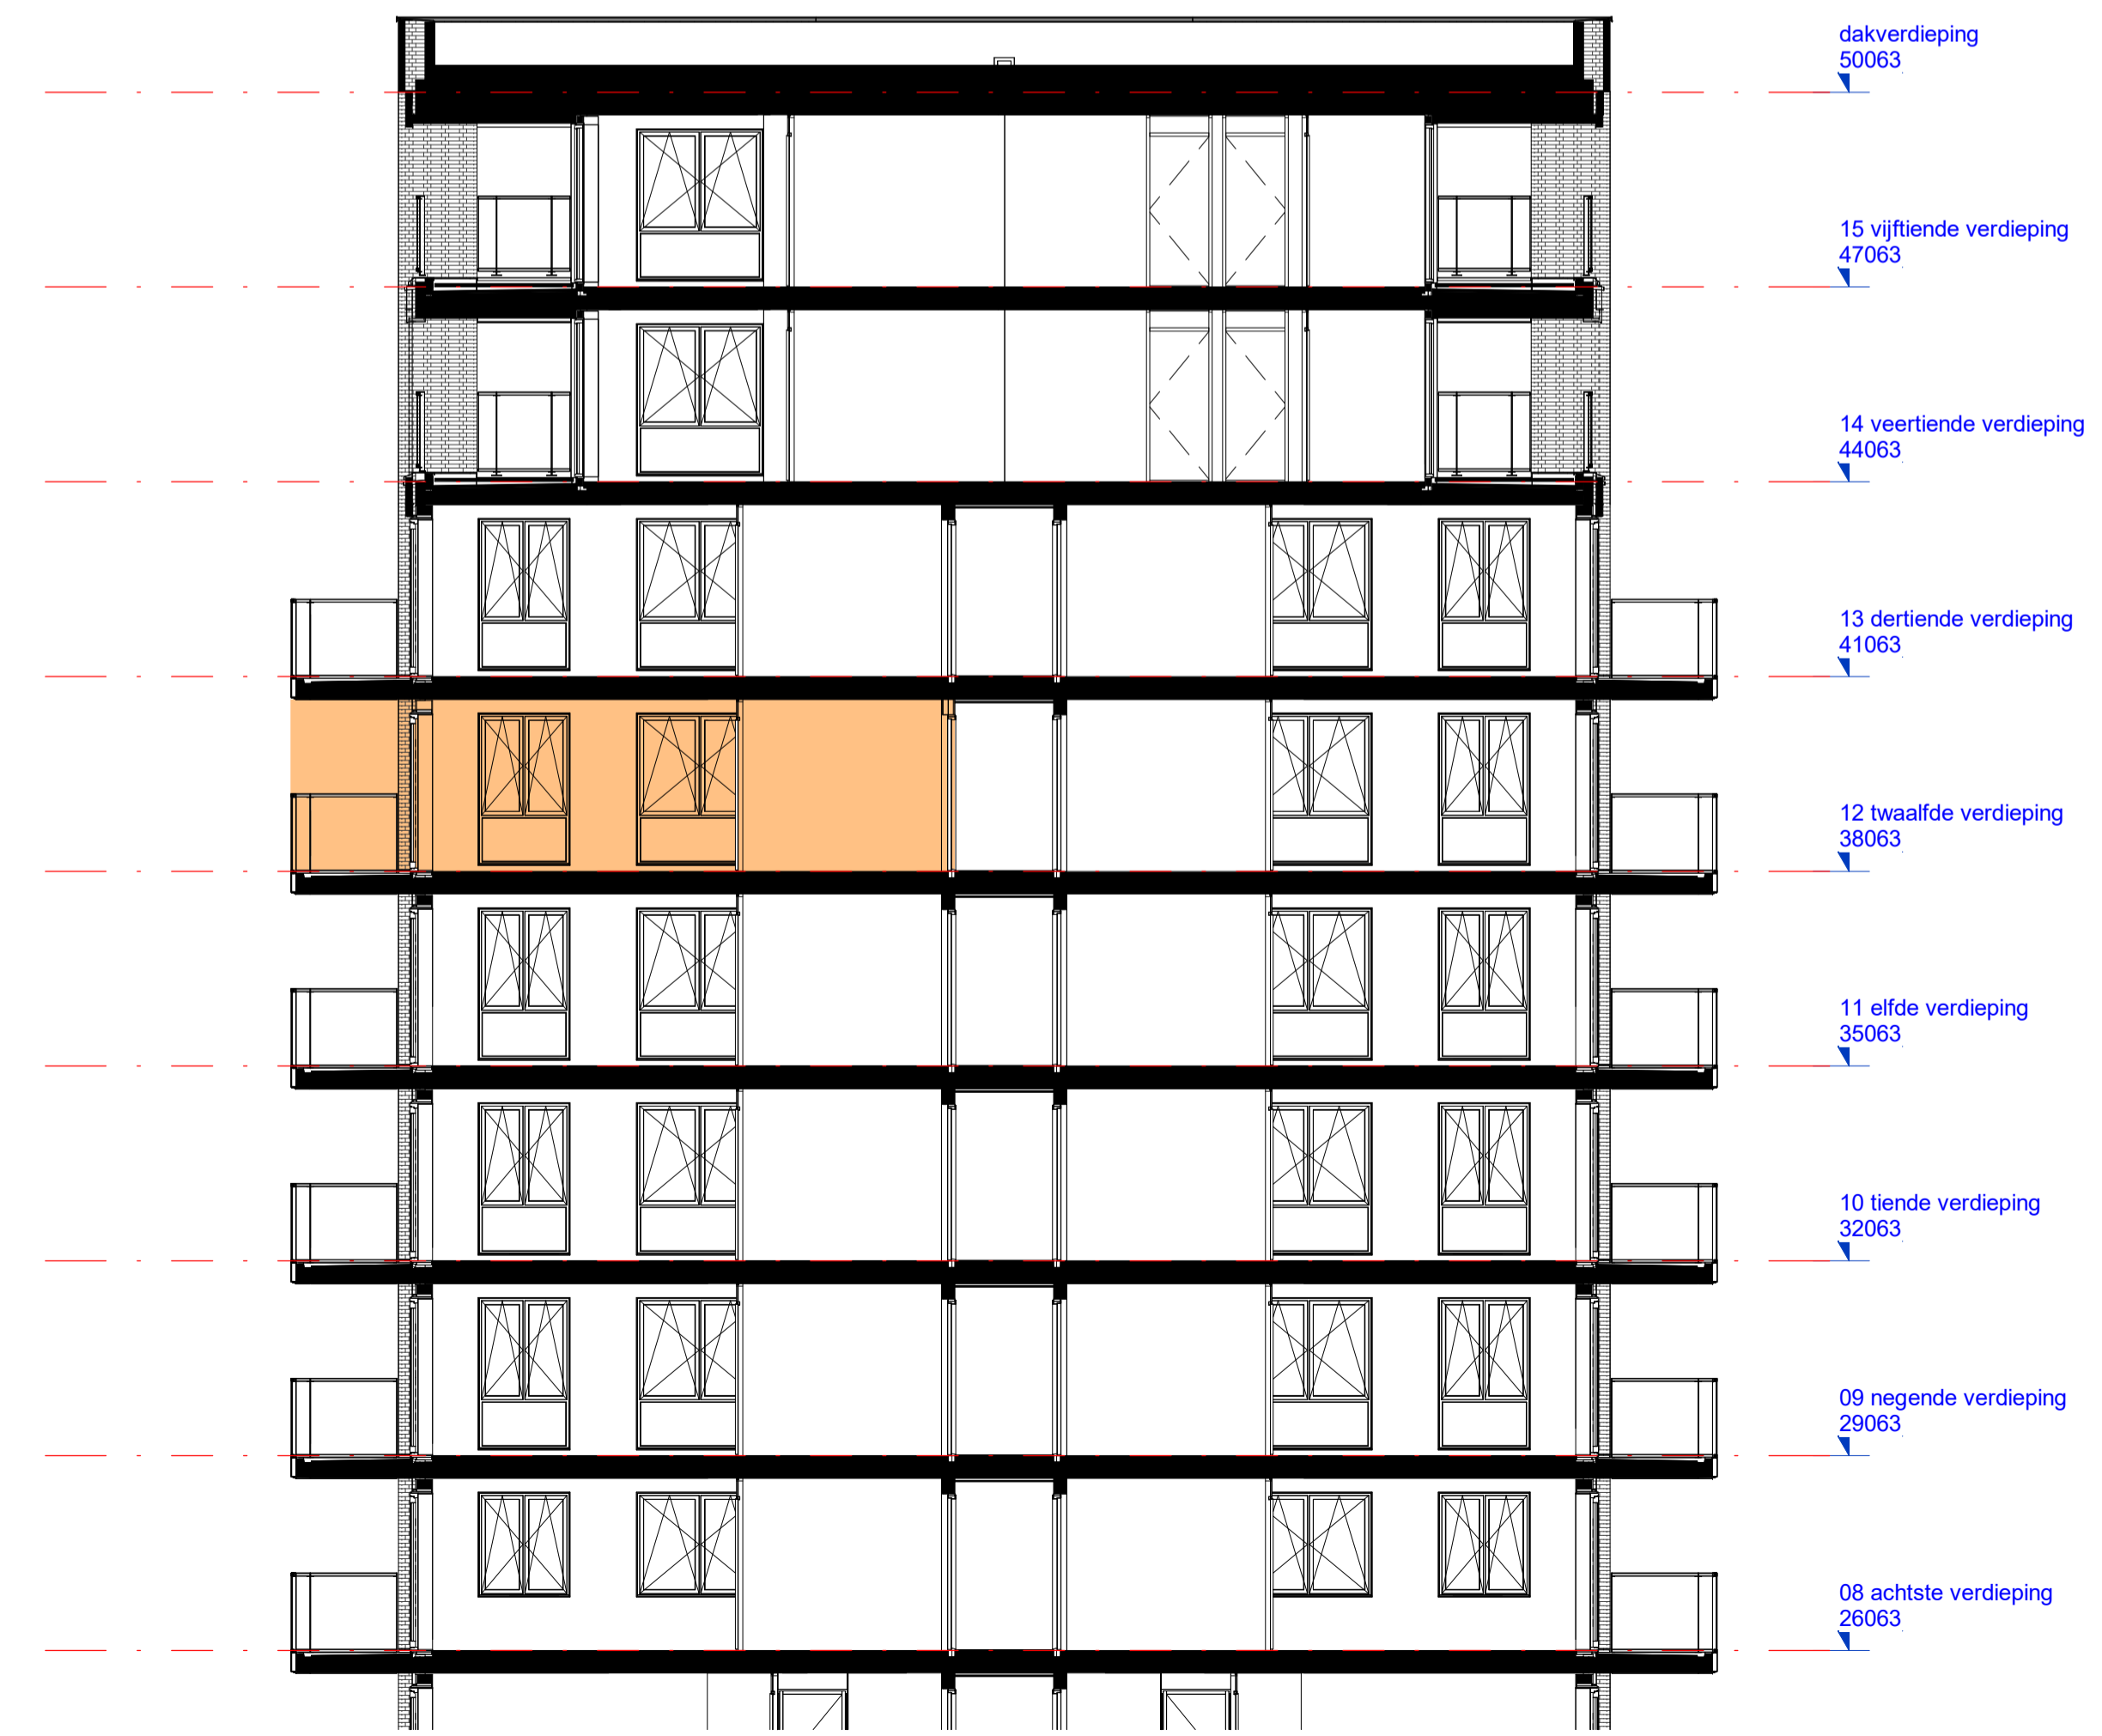 dakverdieping
50063
15 vijftiende verdieping
47063
14 veertiende verdieping
44063
13 dertiende verdieping
41063
12 twaalfde verdieping
38063
11 elfde verdieping
35063
10 tiende verdieping
32063
09 negende verdieping
29063
08 achtste verdieping
26063